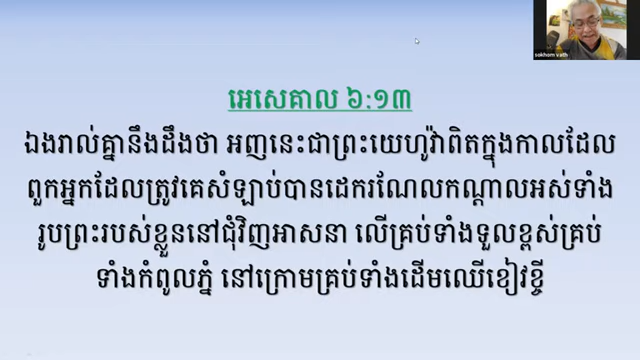 sokhom vath
អេសេគាល ៦:១៣
ឯងរាល់គ្នានឹងដឹងថា អញនេះជាព្រះយេហូវ៉ាពិតក្នុងកាលដែល
ពួកអ្នកដែលត្រូវគេសំឡាប់បានដេករណែលកណ្តាលអស់ទាំង
រូបព្រះរបស់ខ្លួននៅជុំវិញអាសនា លើគ្រប់ទាំងទួលខ្ពស់គ្រប់
ទាំងកំពូលភ្នំ នៅក្រោមគ្រប់ទាំងដើមឈើខៀវខ្ចី